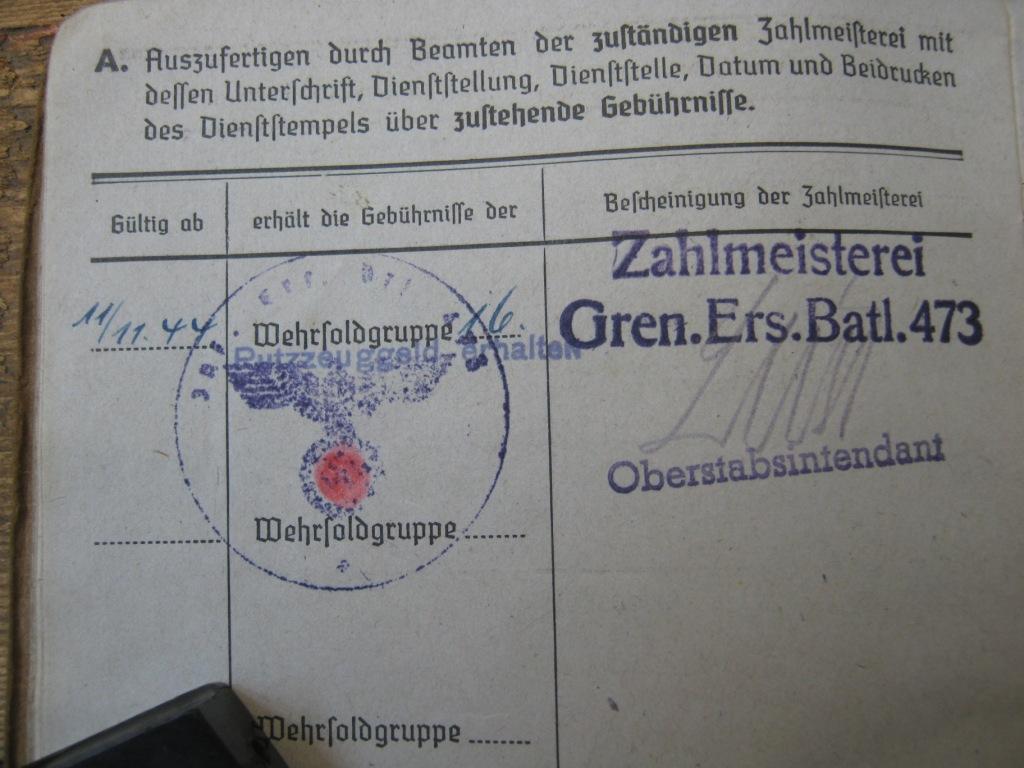 A. Auszufertigen durch Beamten der zuständigen Zahlmeisterei mit
dessen Unterschrift, Dienststellung, Dienststelle, Datum und Beidrucken
des Dienststempels über zustehende Gebührnisse.
Gültig ab
erhält die Gebührnisse der
Bescheinigung der Zahlmeisterei
11/11.44
Wehrsoldgruppe 16.
Putzzeuggeld erhalten
Zahlmeisterei
Gren.Ers.Batl.473
Oberstabsintendant
Wehrsoldgruppe
Wehrsoldgruppe